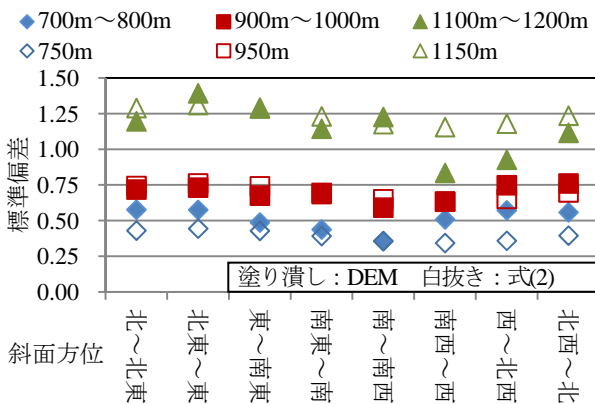 700m～800m 900m～1000m 1100m～1200m
750m 950m 1150m
標準偏差
1.50
1.25
1.00
0.75
0.50
0.25
0.00
塗り潰し：DEM 白抜き：式(2)
斜面方位
北～北東
北東～東
東～南東
南東～南
南～南西
南西～西
西～北西
北西～北